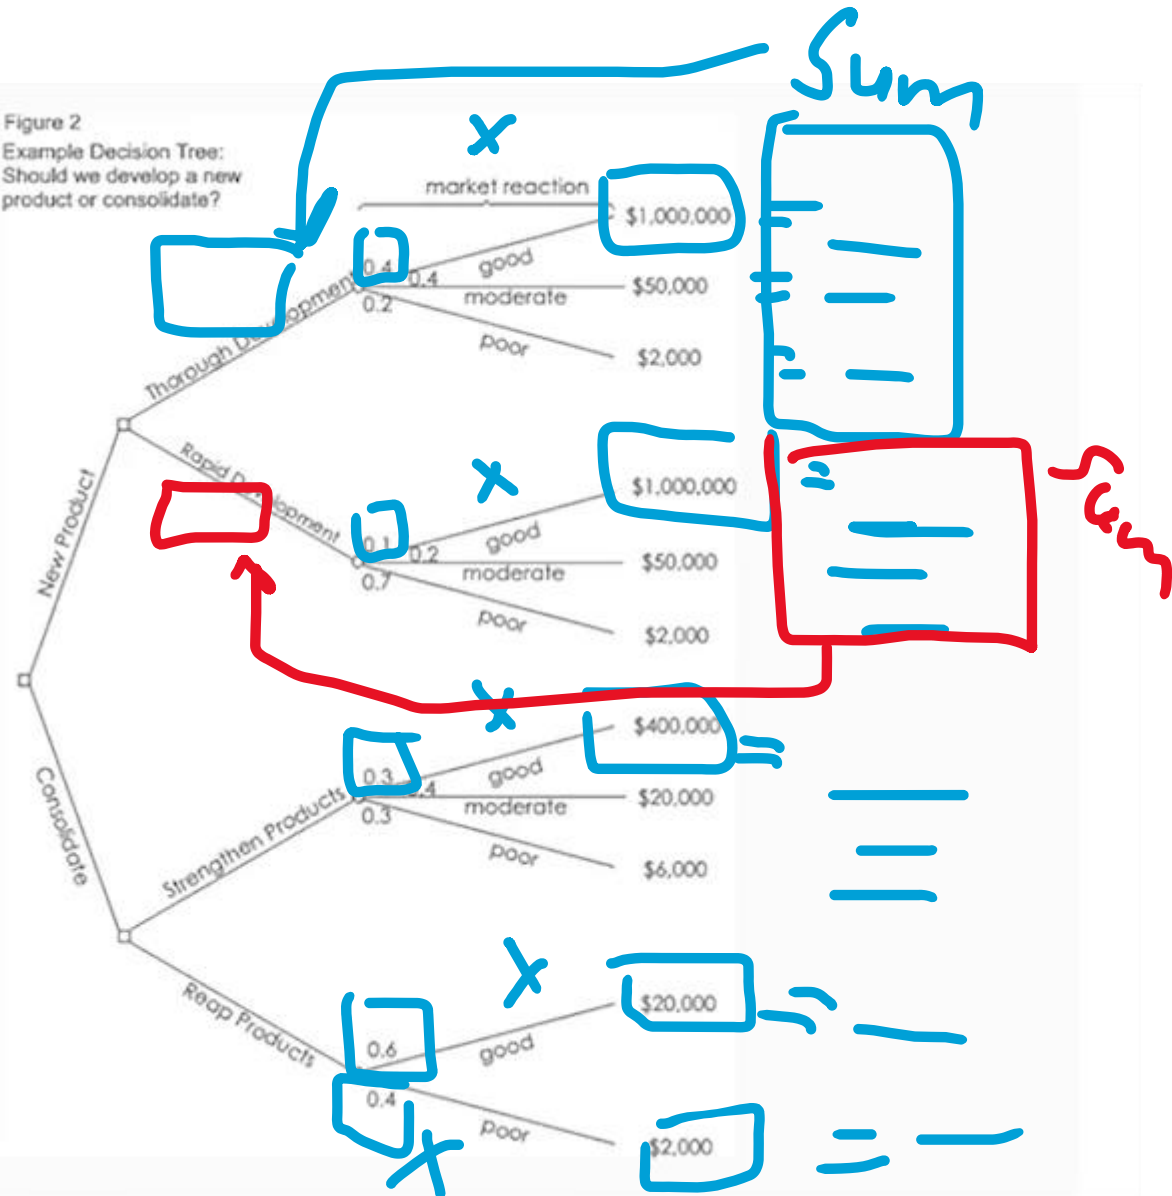 Sum
Figure 2
Example Decision Tree:
Should we develop a new
product or consolidate?
x
market reaction
$1,000,000
0.4
good
0.4
$50,000
moderate
0.2
Thorough Development
poor
$2,000
Rapid Development
x
$1,000,000
Sum
0.1
good
0.2
$50,000
moderate
0.7
New Product
poor
$2,000
x
$400,000
0.3
good
.4
$20,000
moderate
0.3
Consolidate
Strengthen Products
poor
$6,000
x
Reap Products
$20,000
0.6
good
0.4
poor
$2,000
x